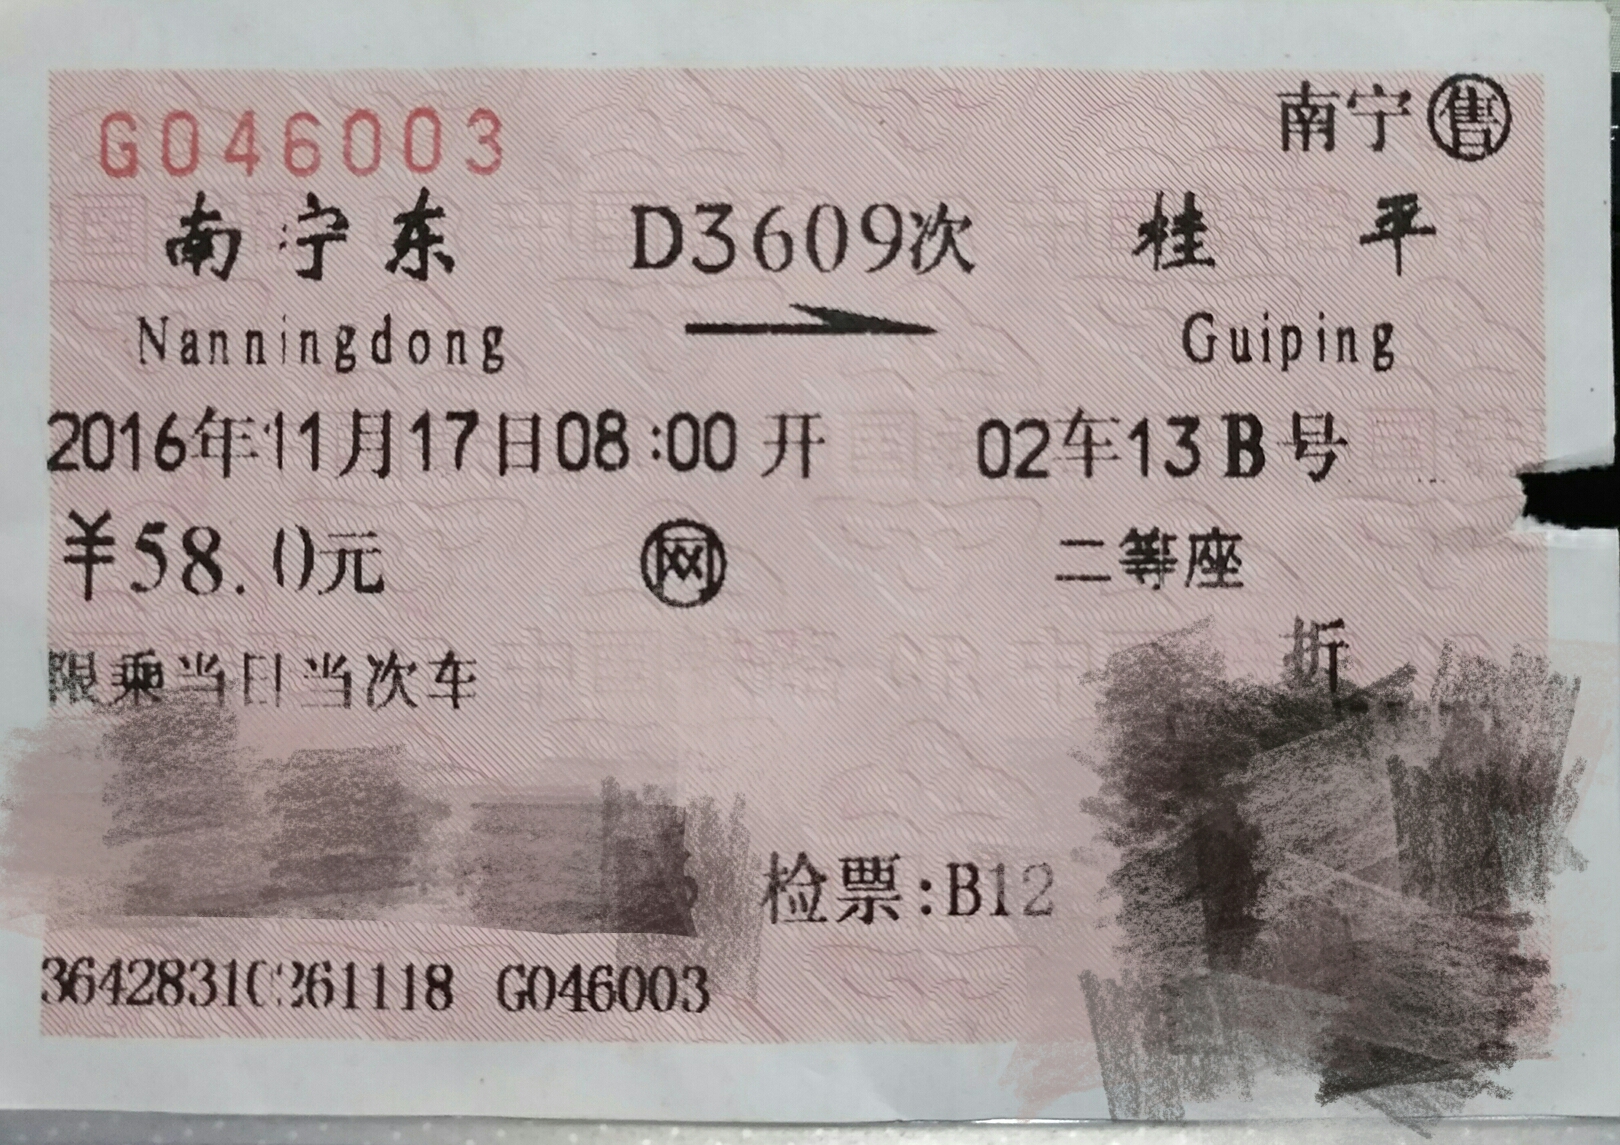 G046003
南宁㊝售
南宁东 D3609次 桂平
Nanningdong Guiping
2016年11月17日08:00开 02车13B号
￥58.0元 网 二等座
折
限乘当日当次车
检票:B12
G046003